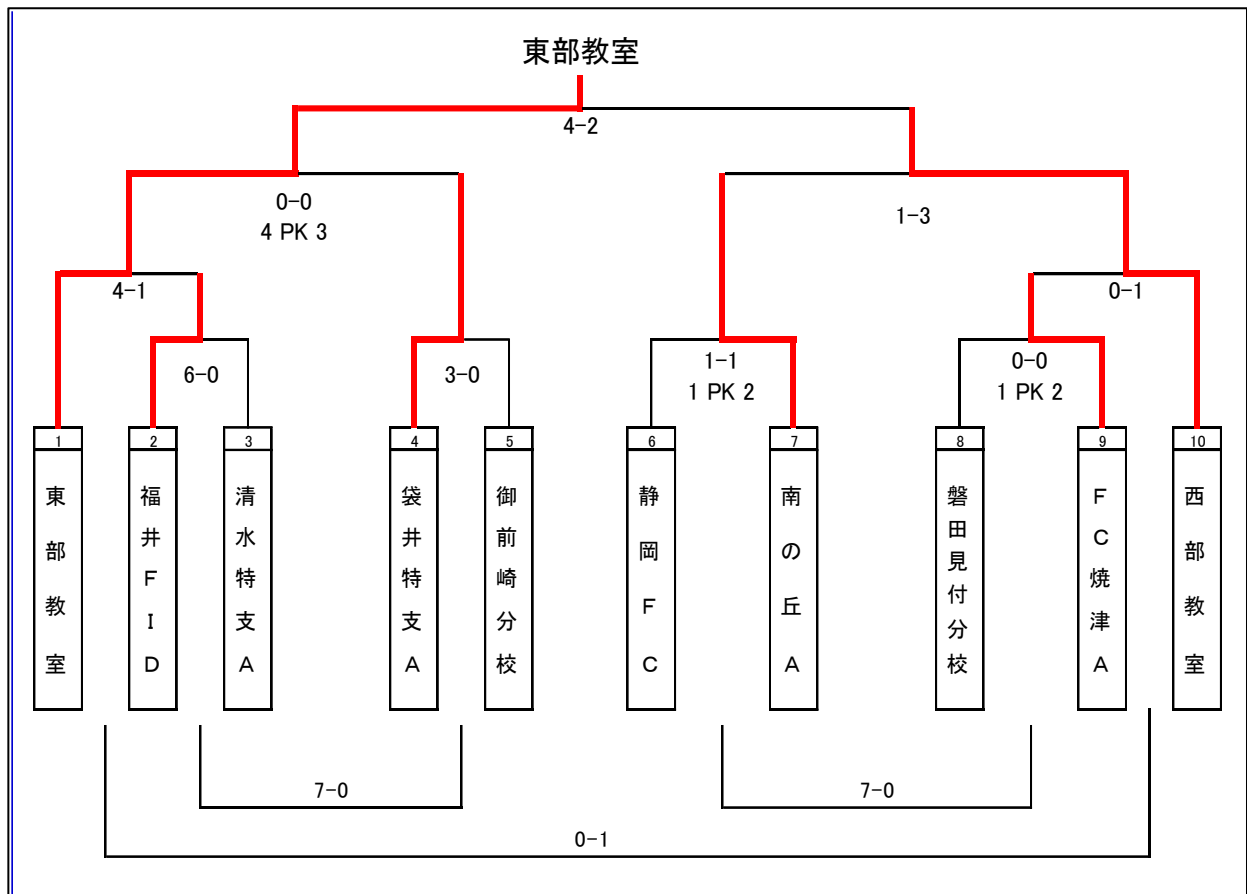 東部教室
4-2
0-0
4 PK 3
1-3
4-1
0-1
6-0
3-0
1-1
1 PK 2
0-0
1 PK 2
1
2
3
4
5
6
7
8
9
10
東部教室
福井FID
清水特支A
袋井特支A
御前崎分校
静岡FC
南の丘A
磐田見付分校
FC焼津A
西部教室
7-0
7-0
0-1